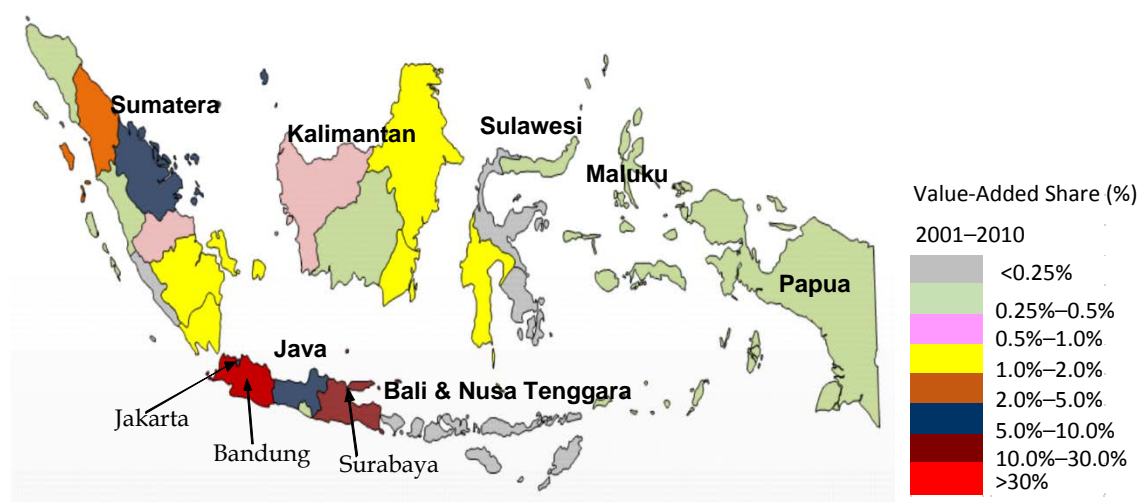 Sumatera
Kalimantan
Sulawesi
Maluku
Papua
Java
Bali & Nusa Tenggara
Jakarta
Bandung
Surabaya
Value-Added Share (%)
2001–2010
<0.25%
0.25%–0.5%
0.5%–1.0%
1.0%–2.0%
2.0%–5.0%
5.0%–10.0%
10.0%–30.0%
>30%